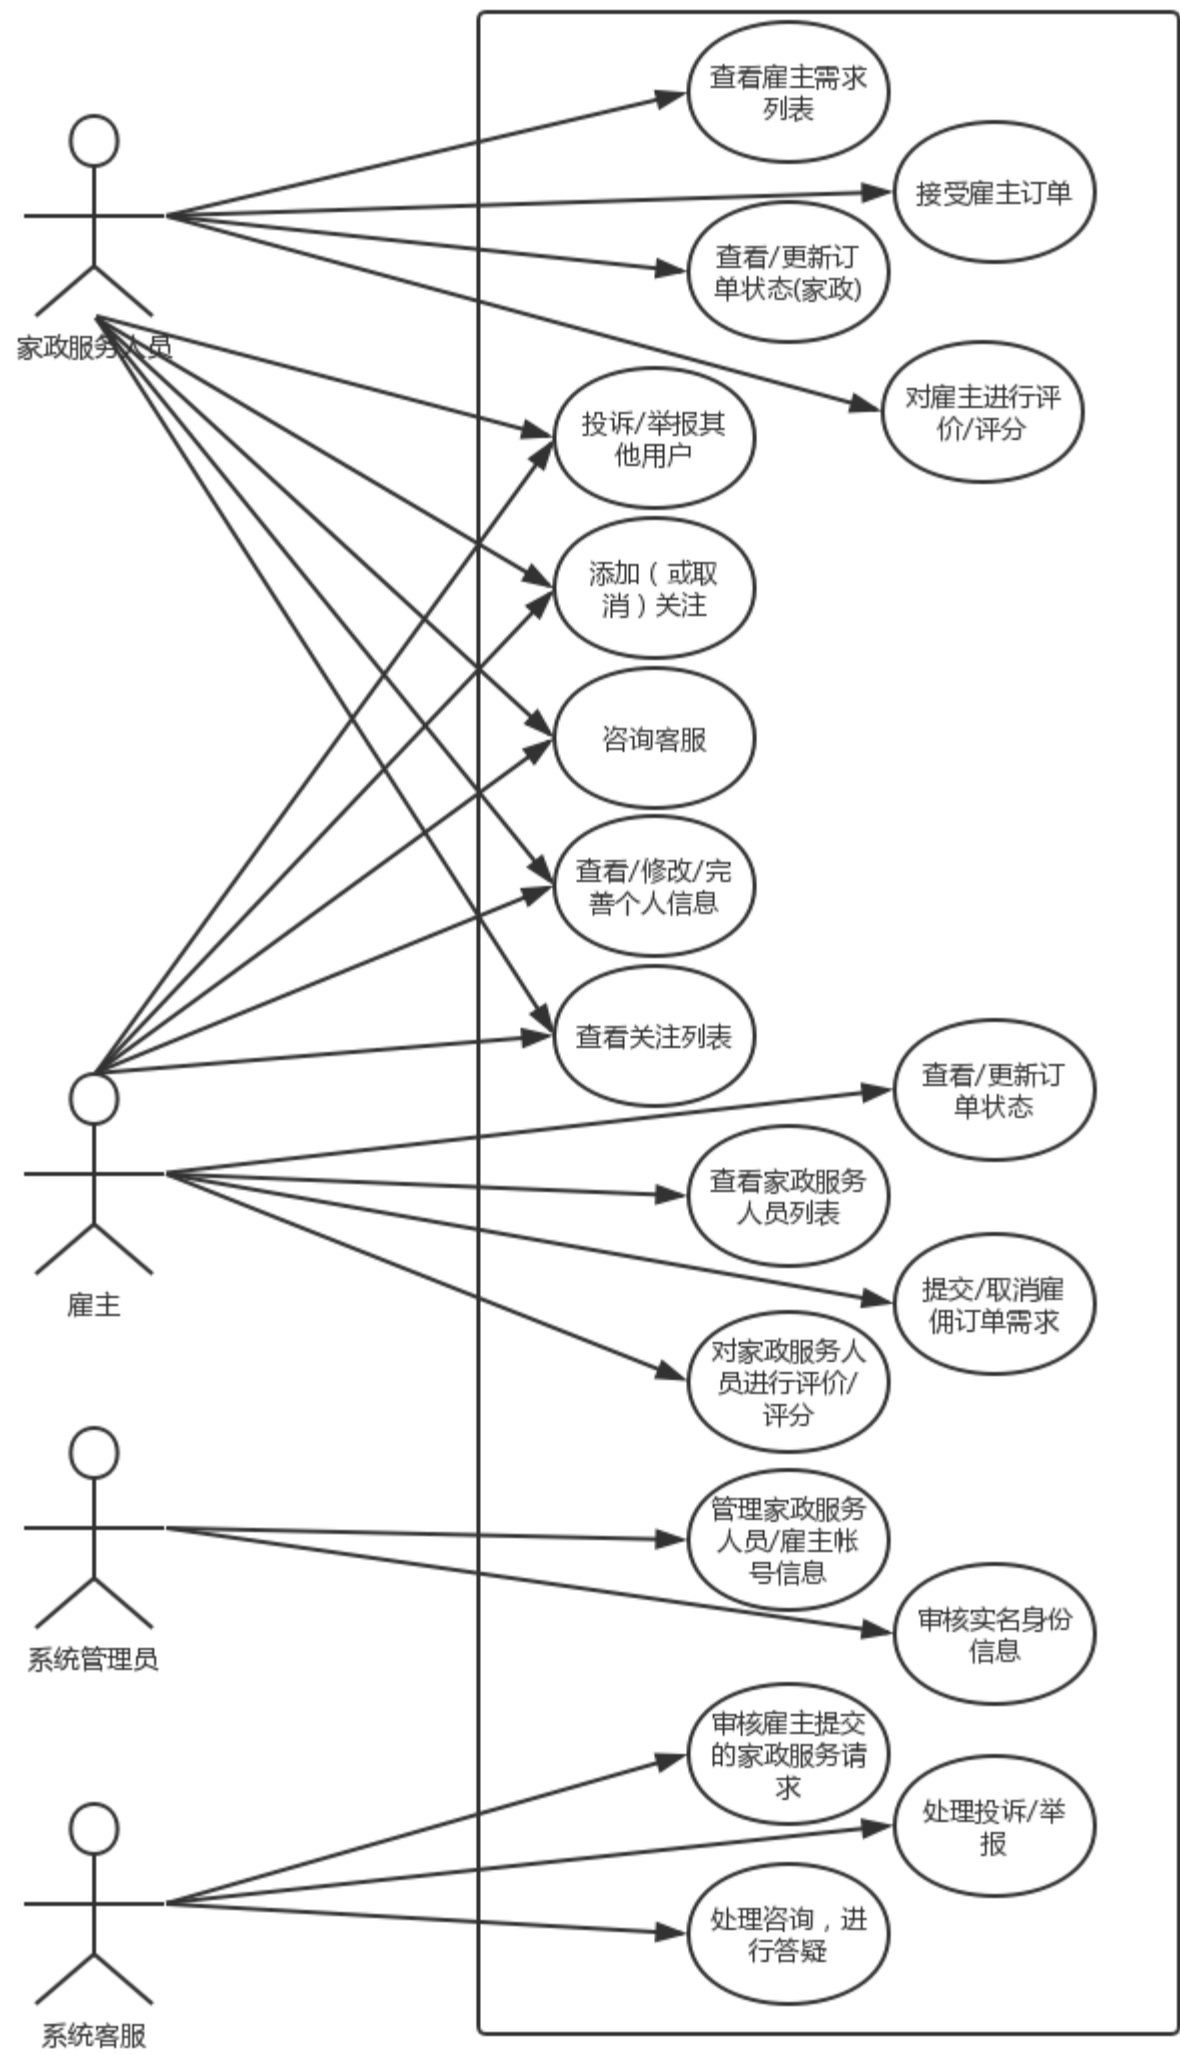 查看雇主需求
列表
接受雇主订单
查看/更新订
单状态(家政)
家政服务人员
对雇主进行评
价/评分
投诉/举报其
他用户
添加（或取
消）关注
咨询客服
查看/修改/完
善个人信息
查看关注列表
查看/更新订
单状态
查看家政服务
人员列表
雇主
提交/取消雇
佣订单需求
对家政服务人
员进行评价/
评分
管理家政服务
人员/雇主帐
号信息
系统管理员
审核实名身份
信息
审核雇主提交
的家政服务请
求
处理投诉/举
报
处理咨询，进
行答疑
系统客服